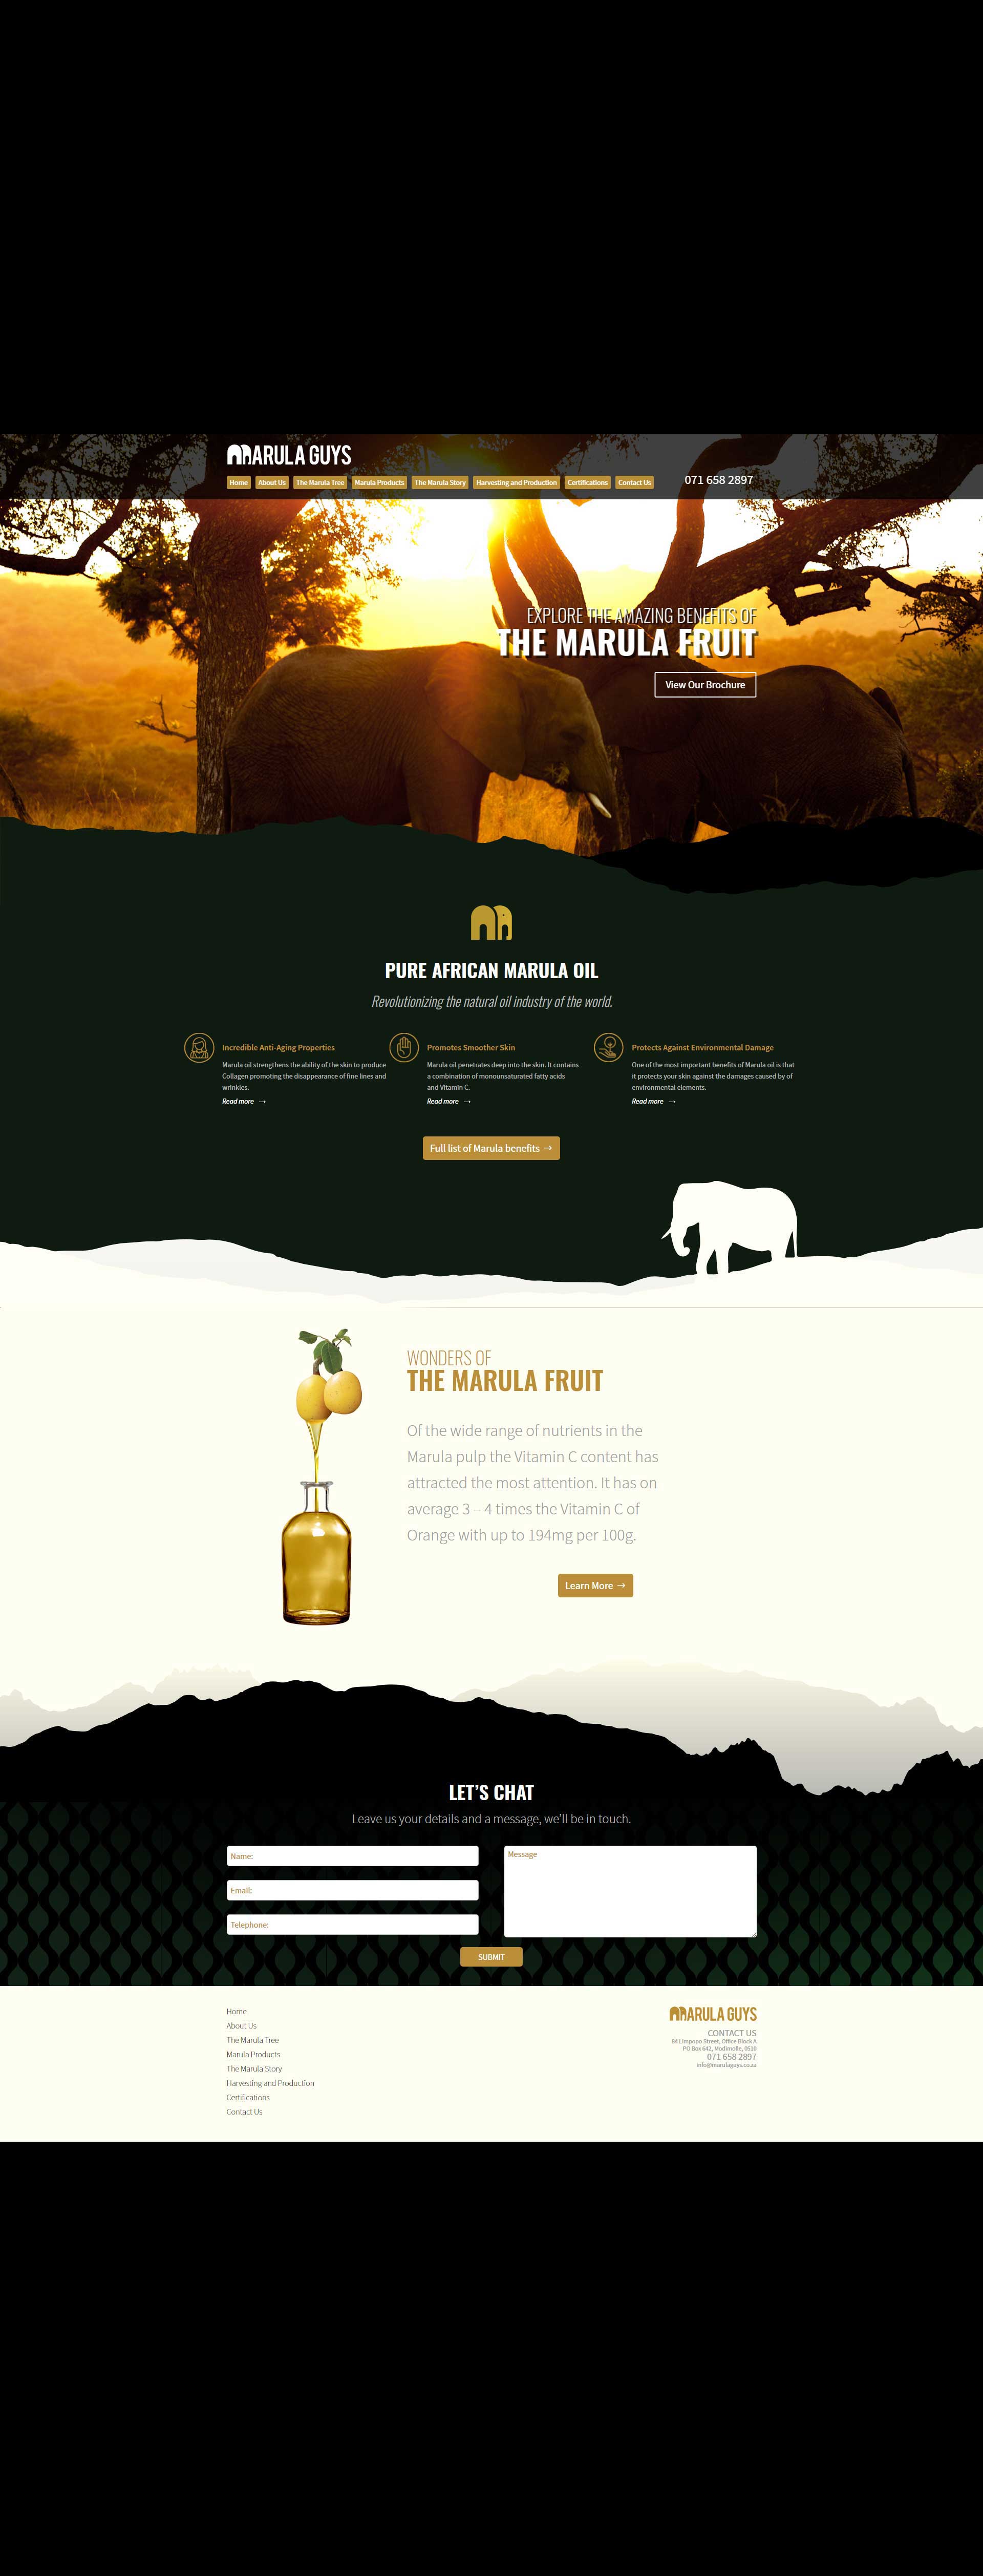 MARULA GUYS
Home About Us The Marula Tree Marula Products The Marula Story Harvesting and Production Certifications Contact Us 071 658 2897
EXPLORE THE AMAZING BENEFITS OF
THE MARULA FRUIT
View Our Brochure
PURE AFRICAN MARULA OIL
Revolutionizing the natural oil industry of the world.
Incredible Anti-Aging Properties
Marula oil strengthens the ability of the skin to produce
Collagen promoting the disappearance of fine lines and
wrinkles.
Read more →
Promotes Smoother Skin
Marula oil penetrates deep into the skin. It contains
a combination of monounsaturated fatty acids
and Vitamin C.
Read more →
Protects Against Environmental Damage
One of the most important benefits of Marula oil is that
it protects your skin against the damages caused by of
environmental elements.
Read more →
Full list of Marula benefits →
WONDERS OF
THE MARULA FRUIT
Of the wide range of nutrients in the
Marula pulp the Vitamin C content has
attracted the most attention. It has on
average 3 – 4 times the Vitamin C of
Orange with up to 194mg per 100g.
Learn More →
LET'S CHAT
Leave us your details and a message, we'll be in touch.
Name:
Email:
Telephone:
Message
SUBMIT
Home
About Us
The Marula Tree
Marula Products
The Marula Story
Harvesting and Production
Certifications
Contact Us
MARULA GUYS
CONTACT US
84 Limpopo Street, Office Block A
PO Box 642, Modimolle, 0510
071 658 2897
info@marulaguys.co.za